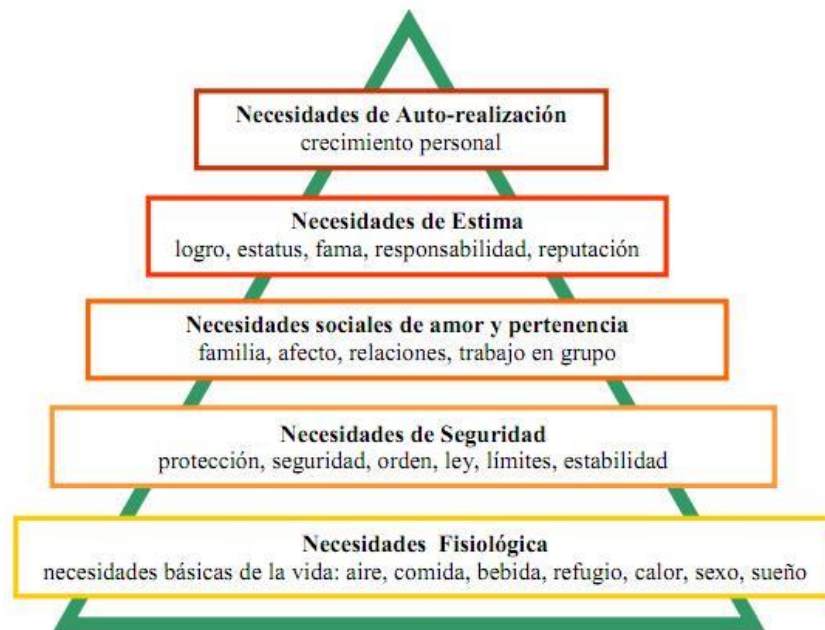 Necesidades de Auto-realización
crecimiento personal
Necesidades de Estima
logro, estatus, fama, responsabilidad, reputación
Necesidades sociales de amor y pertenencia
familia, afecto, relaciones, trabajo en grupo
Necesidades de Seguridad
protección, seguridad, orden, ley, límites, estabilidad
Necesidades Fisiológica
necesidades básicas de la vida: aire, comida, bebida, refugio, calor, sexo, sueño